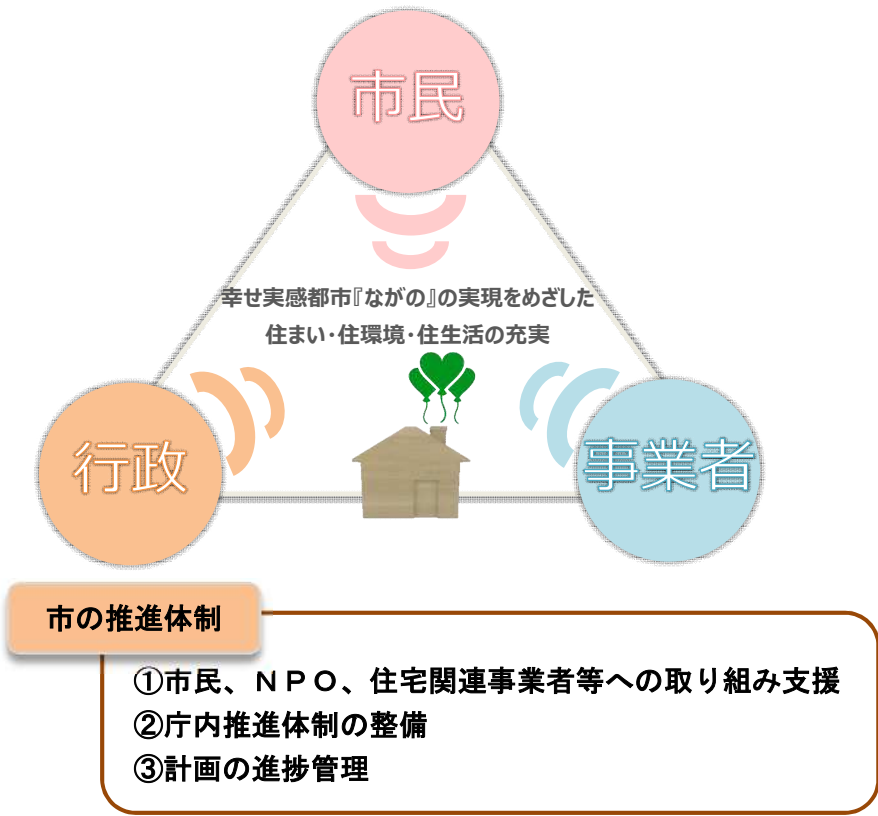 市民
幸せ実感都市『ながの』の実現をめざした
住まい・住環境・住生活の充実
行政
事業者
市の推進体制
①市民、ＮＰＯ、住宅関連事業者等への取り組み支援
②庁内推進体制の整備
③計画の進捗管理